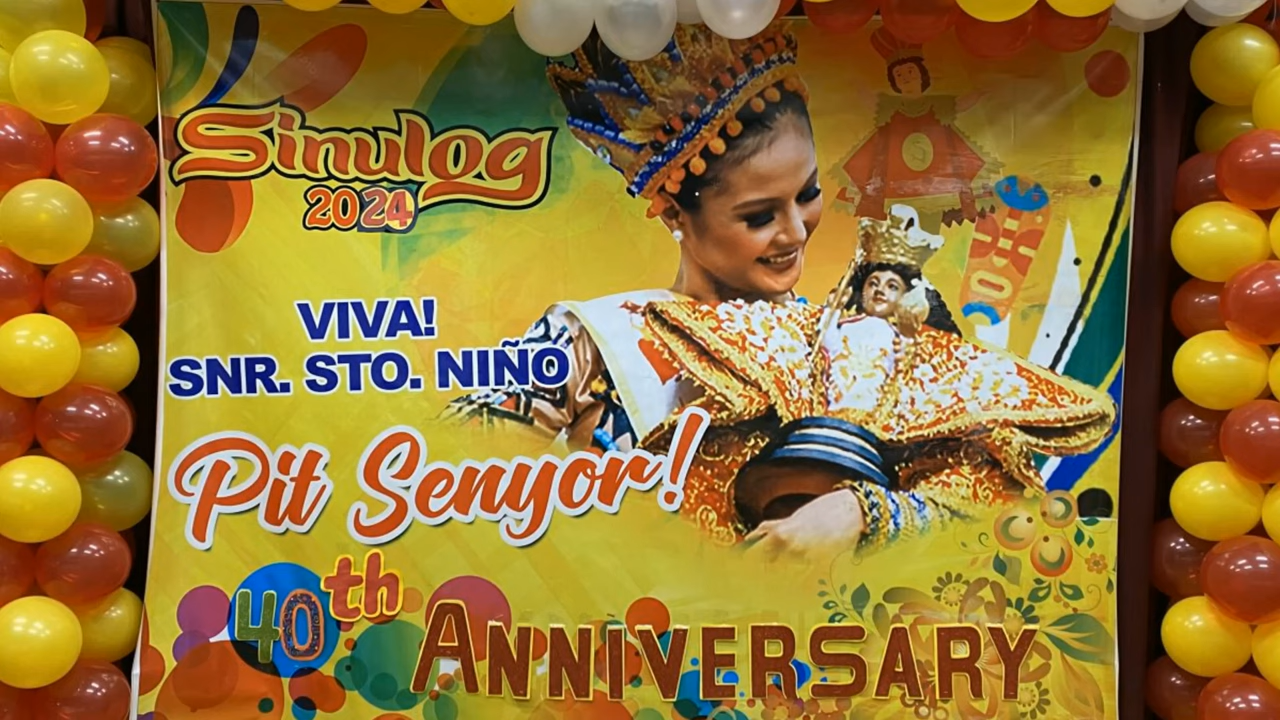 Sinulog
2024
VIVA!
SNR. STO. NIÑO
Pit Senyor!
40th
ANNIVERSARY